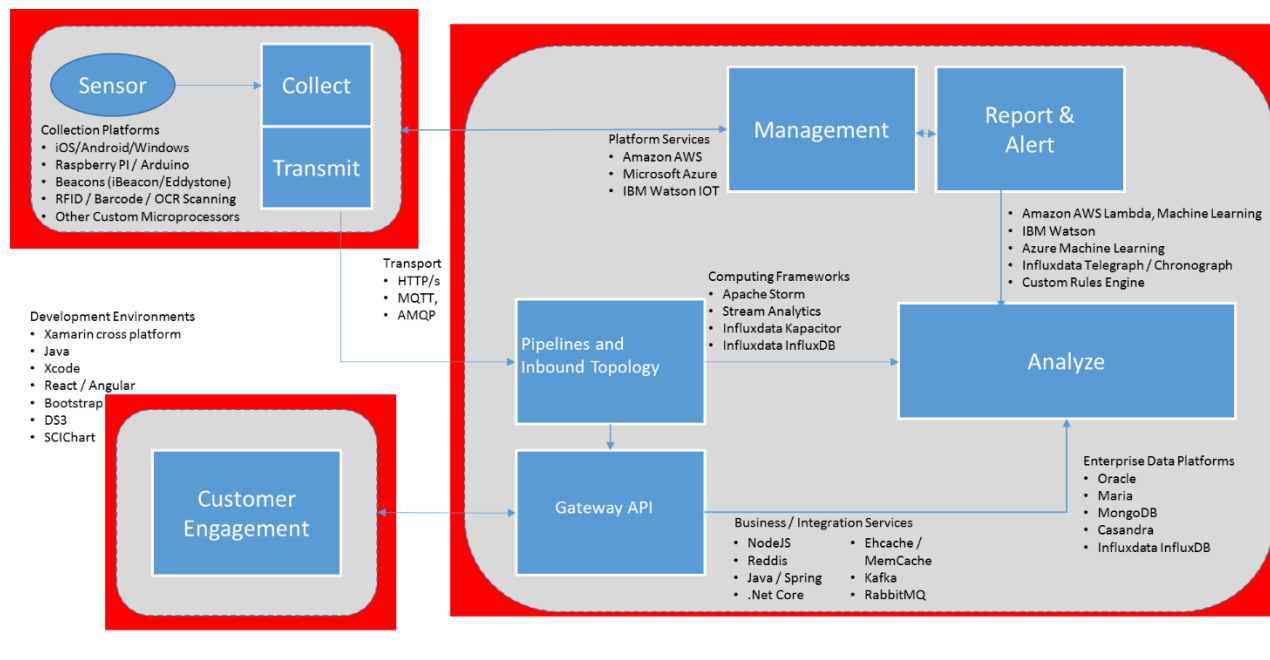 Sensor
Collect
Transmit
Collection Platforms
• iOS/Android/Windows
• Raspberry PI / Arduino
• Beacons (iBeacon/Eddystone)
• RFID / Barcode / OCR Scanning
• Other Custom Microprocessors
Management
Report &
Alert
Platform Services
• Amazon AWS
• Microsoft Azure
• IBM Watson IOT
• Amazon AWS Lambda, Machine Learning
• IBM Watson
• Azure Machine Learning
• Influxdata Telegraph / Chronograph
• Custom Rules Engine
Transport
• HTTP/s
• MQTT,
• AMQP
Computing Frameworks
• Apache Storm
• Stream Analytics
• Influxdata Kapacitor
• Influxdata InfluxDB
Development Environments
• Xamarin cross platform
• Java
• Xcode
• React / Angular
• Bootstrap
• DS3
• SCIChart
Pipelines and
Inbound Topology
Analyze
Customer
Engagement
Gateway API
Enterprise Data Platforms
• Oracle
• Maria
• MongoDB
• Casandra
• Influxdata InfluxDB
Business / Integration Services
• NodeJS
• Reddis
• Java / Spring
• .Net Core
• Ehcache /
MemCache
• Kafka
• RabbitMQ